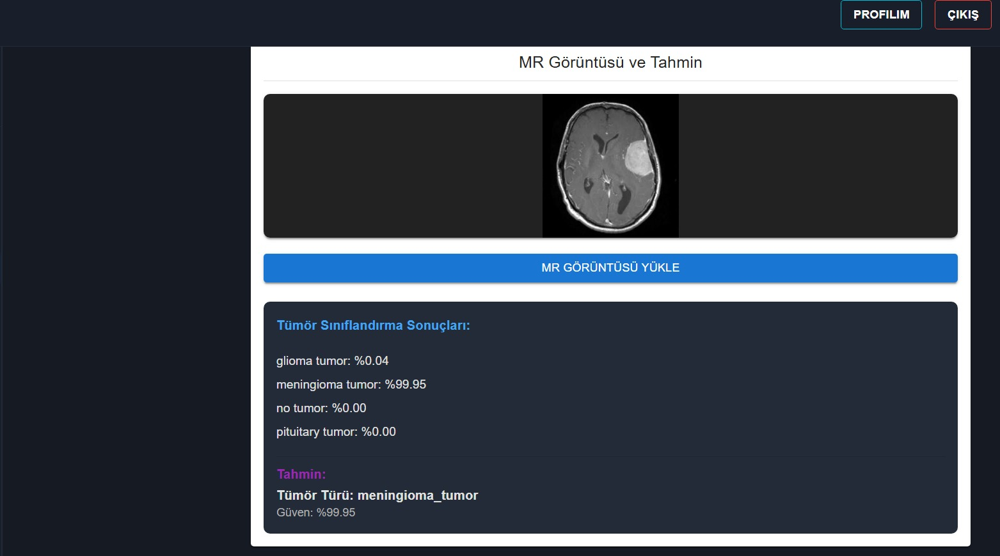 PROFILIM
ÇIKIŞ
MR Görüntüsü ve Tahmin
MR GÖRÜNTÜSÜ YÜKLE
Tümör Sınıflandırma Sonuçları:
glioma tumor: %0.04
meningioma tumor: %99.95
no tumor: %0.00
pituitary tumor: %0.00
Tahmin:
Tümör Türü: meningioma_tumor
Güven: %99.95